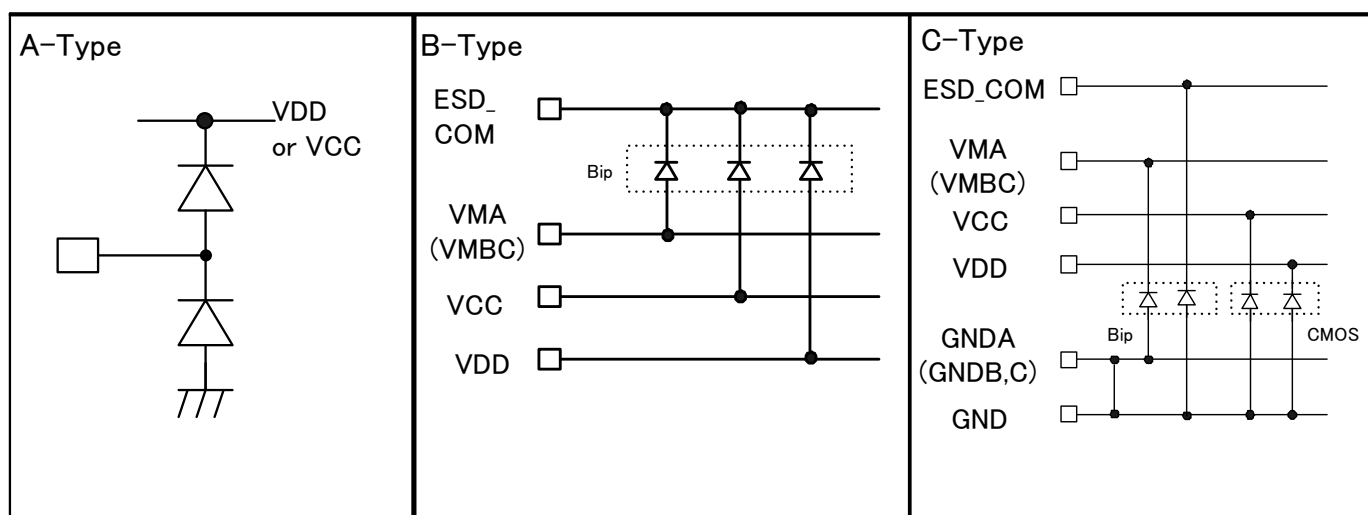 A-Type
VDD
or VCC
B-Type
ESD_
COM
Bip
VMA
(VMBC)
VCC
VDD
C-Type
ESD_COM
VMA
(VMBC)
VCC
VDD
GNDA
(GNDB,C)
Bip
CMOS
GND